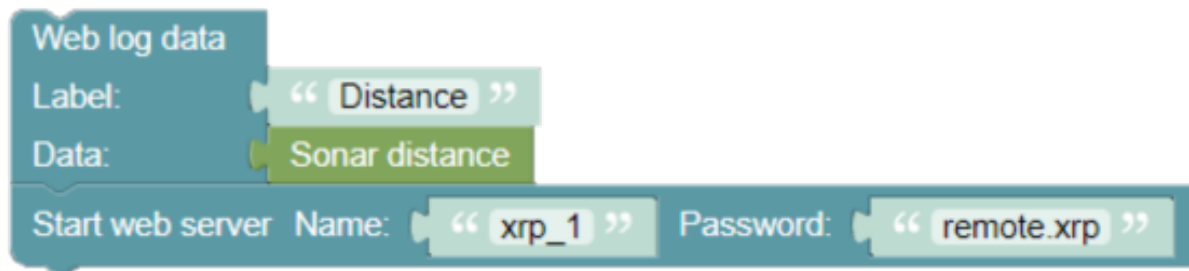 Web log data
Label: “ Distance ”
Data: Sonar distance
Start web server Name: “ xrp_1 ” Password: “ remote.xrp ”